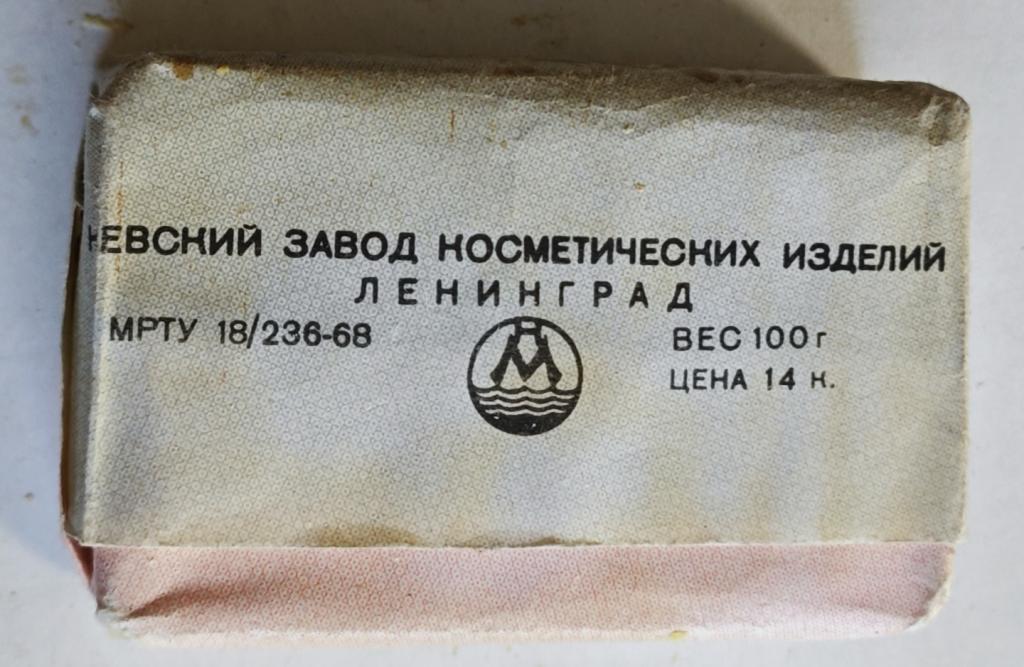 НЕВСКИЙ ЗАВОД КОСМЕТИЧЕСКИХ ИЗДЕЛИЙ
ЛЕНИНГРАД
МРТУ 18/236-68
ВЕС 100 г
ЦЕНА 14 к.